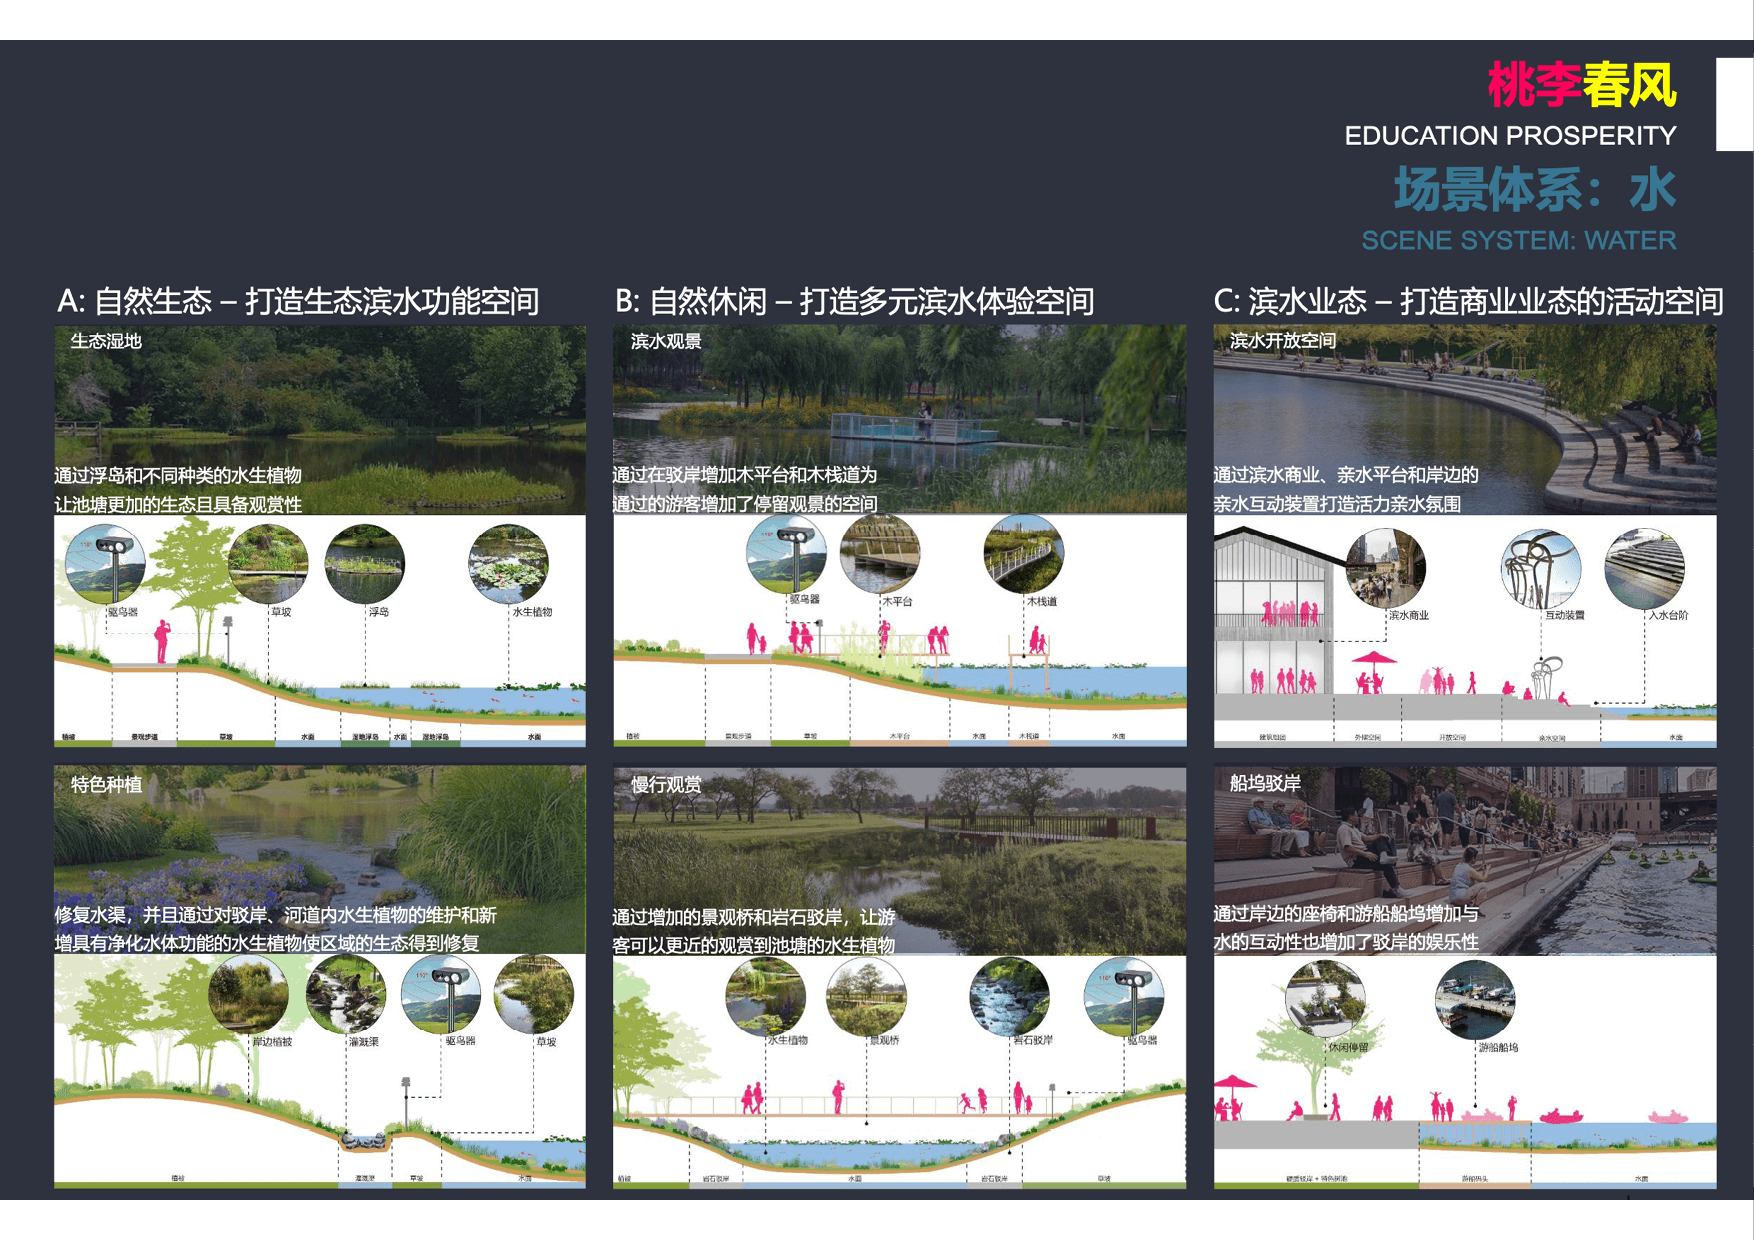 桃李春风
EDUCATION PROSPERITY
场景体系：水
SCENE SYSTEM: WATER
A: 自然生态 – 打造生态滨水功能空间
生态湿地
通过浮岛和不同种类的水生植物
让池塘更加的生态且具备观赏性
110°
驱鸟器
草坡
浮岛
水生植物
植被
景观步道
草坡
水面
湿地浮岛
水面
湿地浮岛
水面
特色种植
修复水渠，并且通过对驳岸、河道内水生植物的维护和新
增具有净化水体功能的水生植物使区域的生态得到修复
110°
岸边植被
灌溉渠
驱鸟器
草坡
植被
灌溉渠
草坡
水面
B: 自然休闲 – 打造多元滨水体验空间
滨水观景
通过在驳岸增加木平台和木栈道为
通过的游客增加了停留观景的空间
110°
驱鸟器
木平台
木栈道
植被
景观步道
草坡
木平台
水面
木栈道
水面
慢行观赏
通过增加的景观桥和岩石驳岸，让游
客可以更近的观赏到池塘的水生植物
110°
水生植物
景观桥
岩石驳岸
驱鸟器
植被
岩石驳岸
水面
岩石驳岸
草坡
C: 滨水业态 – 打造商业业态的活动空间
滨水开放空间
通过滨水商业、亲水平台和岸边的
亲水互动装置打造活力亲水氛围
滨水商业
互动装置
入水台阶
建筑组团
外摆空间
开放空间
亲水空间
水面
船坞驳岸
通过岸边的座椅和游船船坞增加与
水的互动性也增加了驳岸的娱乐性
休闲停留
游船船坞
硬质驳岸 + 特色树池
游船码头
水面